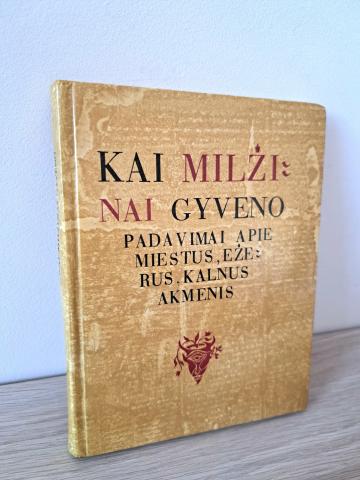 KAI MILŽI-
NAI GYVENO
PADAVIMAI APIE
MIESTUS, EŽE-
RUS, KALNUS
AKMENIS